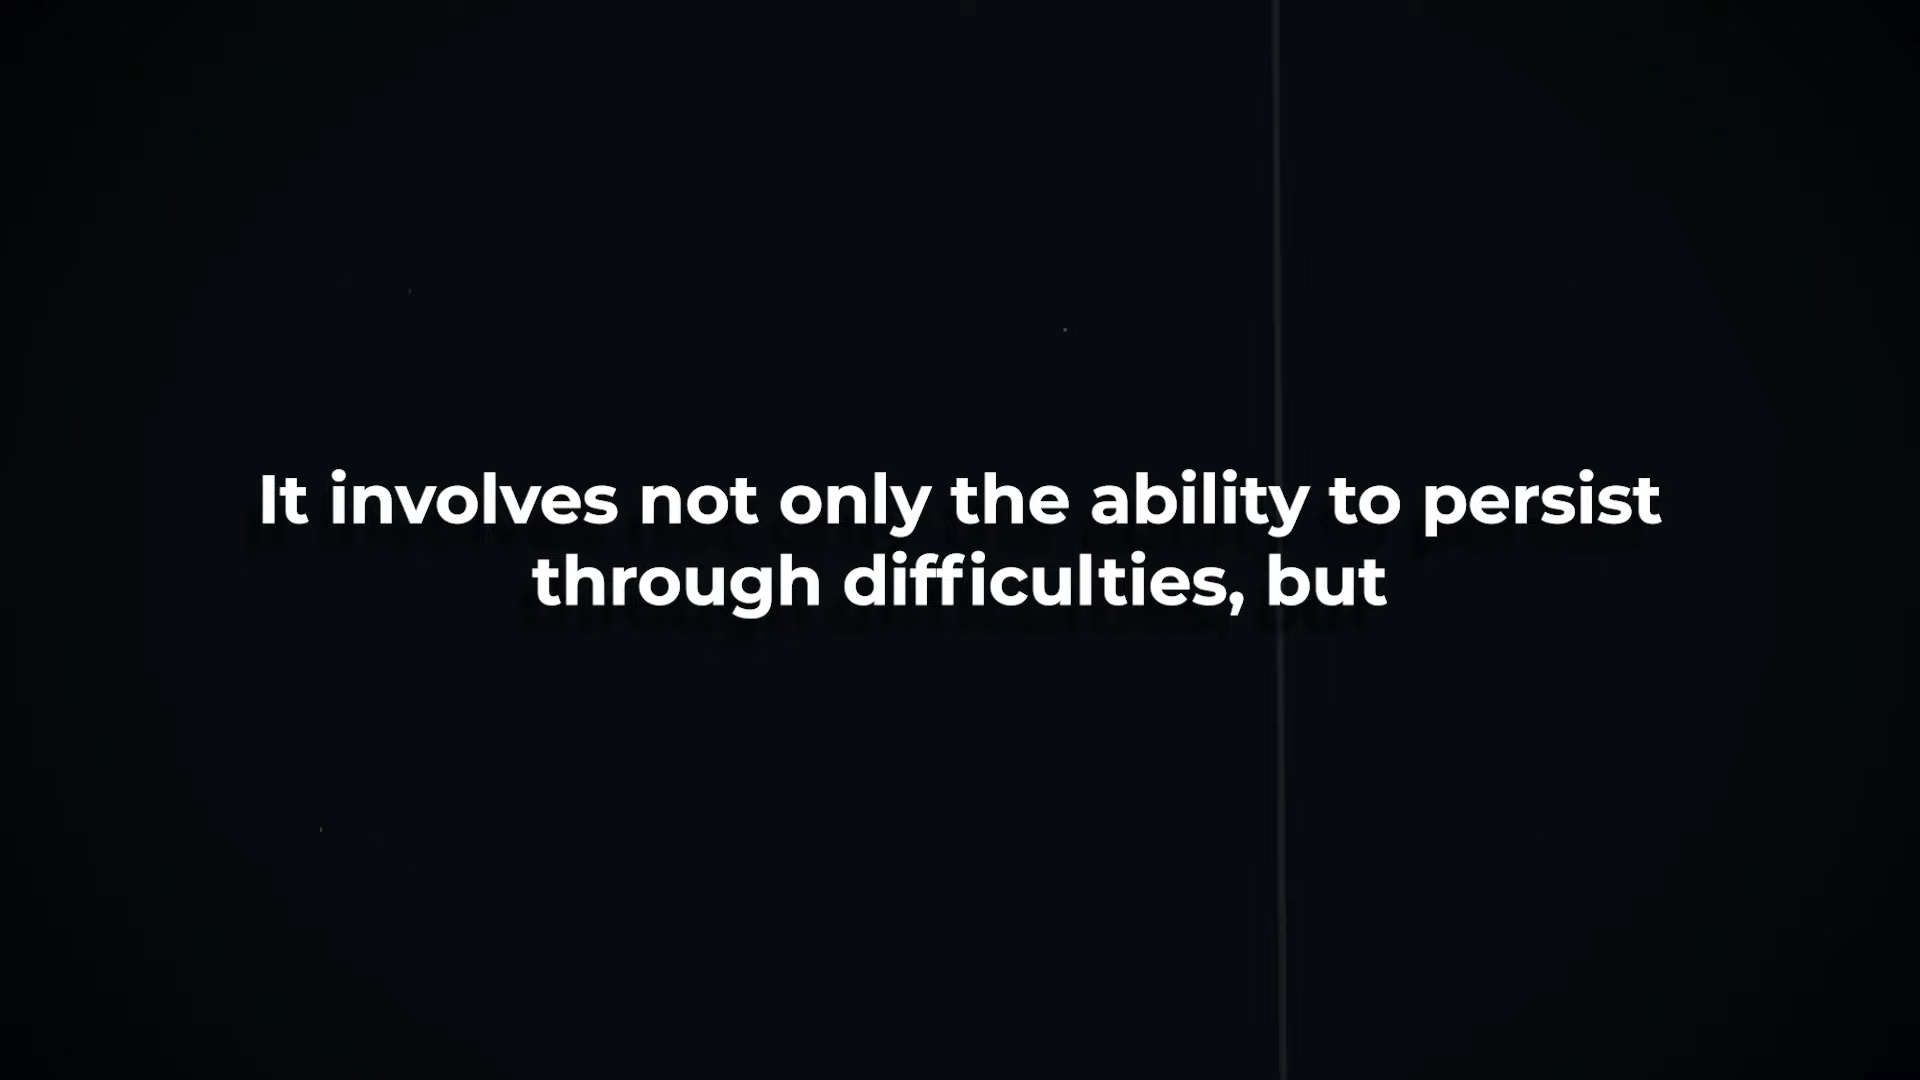 It involves not only the ability to persist
through difficulties, but